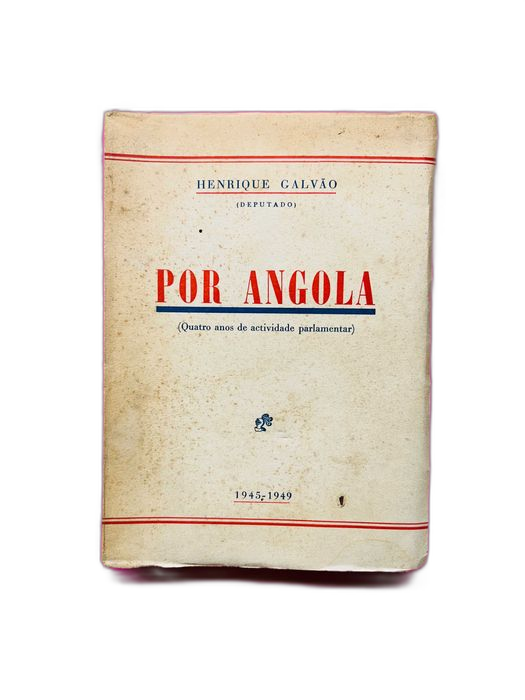 HENRIQUE GALVÃO
(DEPUTADO)
POR ANGOLA
(Quatro anos de actividade parlamentar)
1945-1949